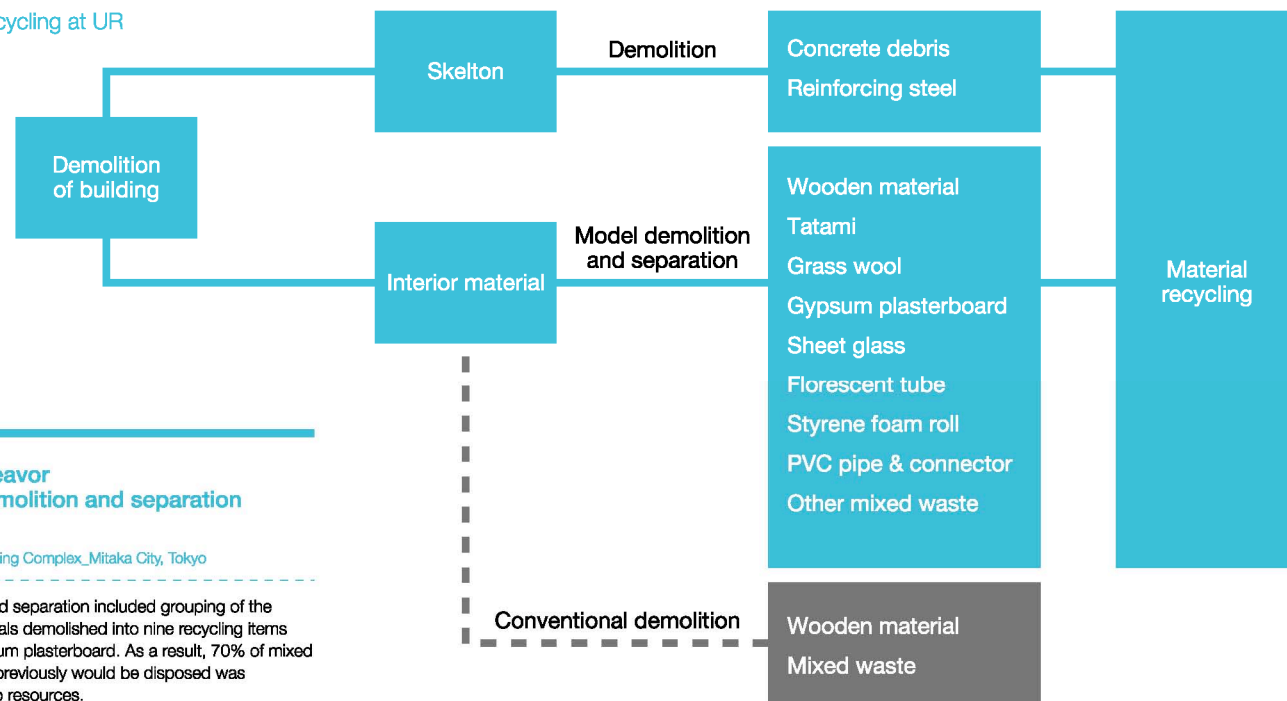 cycling at UR
Demolition
of building
Skelton
Demolition
Concrete debris
Reinforcing steel
Interior material
Model demolition
and separation
Wooden material
Tatami
Grass wool
Gypsum plasterboard
Sheet glass
Florescent tube
Styrene foam roll
PVC pipe & connector
Other mixed waste
Material
recycling
Conventional demolition
Wooden material
Mixed waste
eavor
molition and separation
ing Complex_Mitaka City, Tokyo
d separation included grouping of the
als demolished into nine recycling items
um plasterboard. As a result, 70% of mixed
previously would be disposed was
o resources.